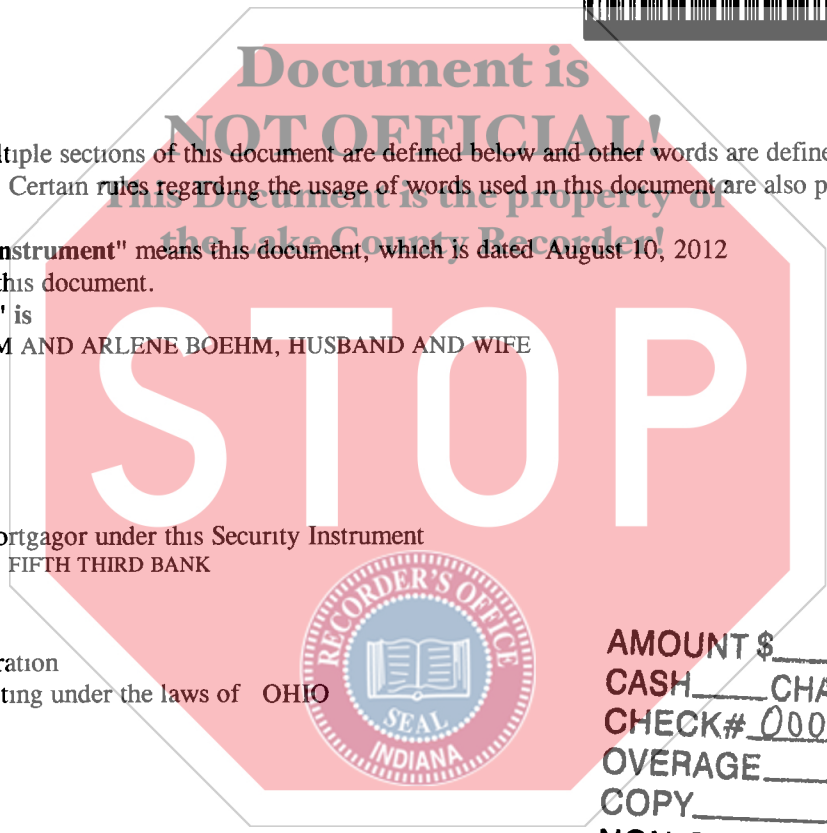 Document is
NOT OFFICIAL!
This Document is the property of
the Lake County Recorder!
STOP
ltiple sections of this document are defined below and other words are define
Certain rules regarding the usage of words used in this document are also p
nstrument" means this document, which is dated August 10, 2012
this document.
" is
M AND ARLENE BOEHM, HUSBAND AND WIFE
ortgagor under this Security Instrument
FIFTH THIRD BANK
ration
ting under the laws of OHIO
RECORDER'S OFFICE
SEAL
INDIANA
AMOUNT $
CASH____CHA
CHECK# 000
OVERAGE
COPY